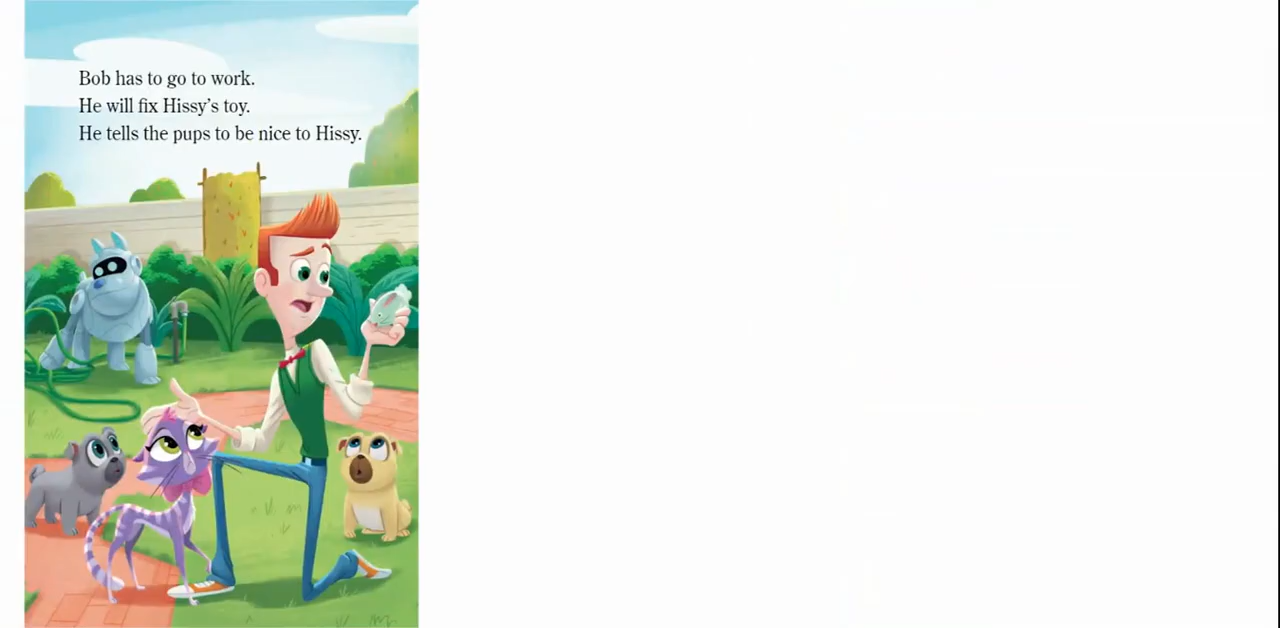 Bob has to go to work.
He will fix Hissy’s toy.
He tells the pups to be nice to Hissy.